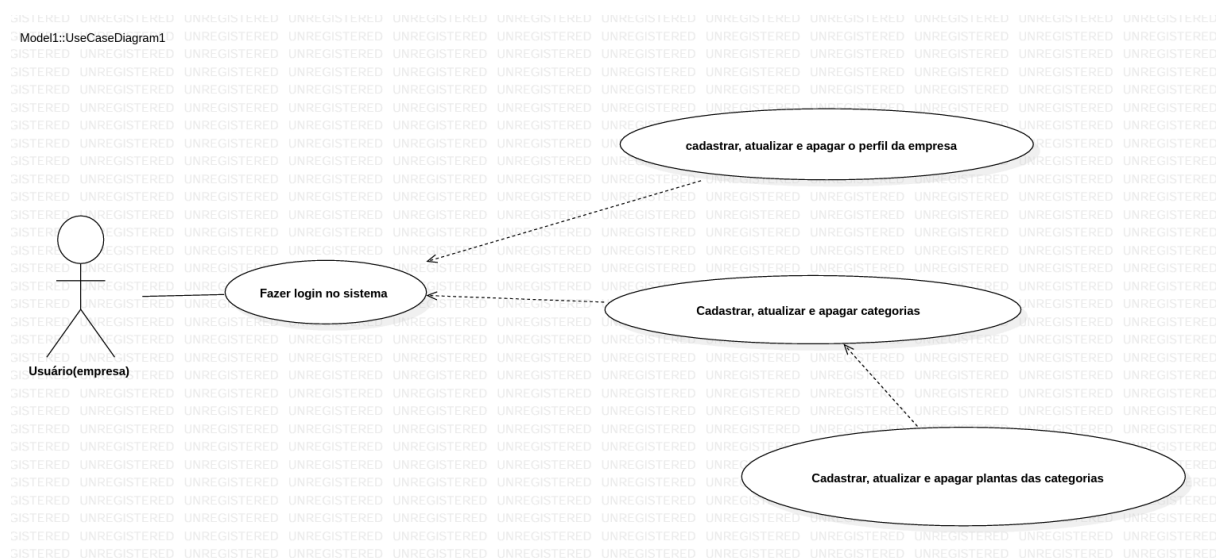 Model1::UseCaseDiagram1
cadastrar, atualizar e apagar o perfil da empresa
Fazer login no sistema
Cadastrar, atualizar e apagar categorias
Usuário(empresa)
Cadastrar, atualizar e apagar plantas das categorias
UNREGISTERED